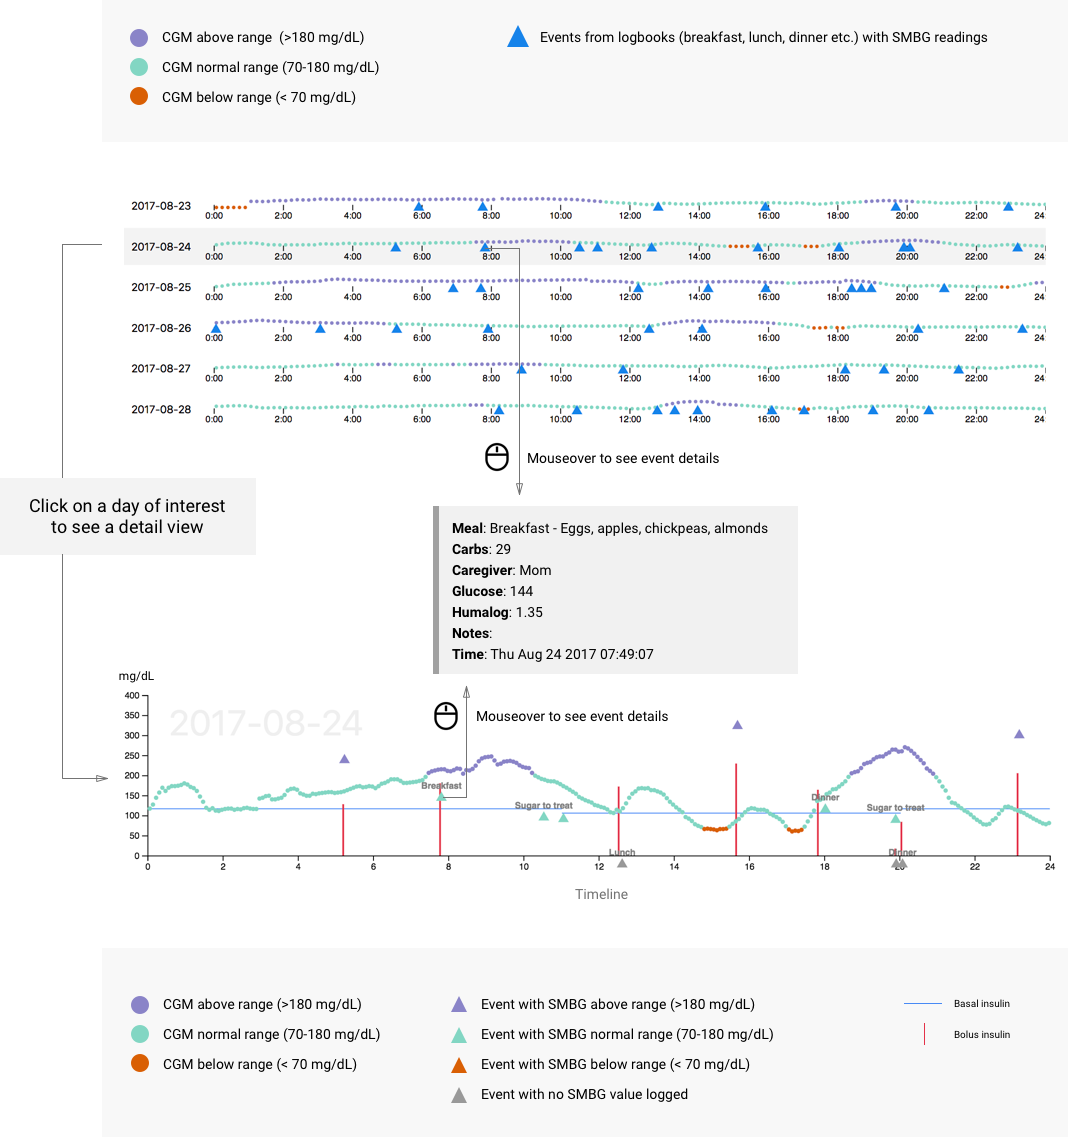 CGM above range (>180 mg/dL)
Events from logbooks (breakfast, lunch, dinner etc.) with SMBG readings
CGM normal range (70-180 mg/dL)
CGM below range (< 70 mg/dL)
2017-08-23
0:00 2:00 4:00 6:00 8:00 10:00 12:00 14:00 16:00 18:00 20:00 22:00 24
2017-08-24
0:00 2:00 4:00 6:00 8:00 10:00 12:00 14:00 16:00 18:00 20:00 22:00 24
2017-08-25
0:00 2:00 4:00 6:00 8:00 10:00 12:00 14:00 16:00 18:00 20:00 22:00 24
2017-08-26
0:00 2:00 4:00 6:00 8:00 10:00 12:00 14:00 16:00 18:00 20:00 22:00 24
2017-08-27
0:00 2:00 4:00 6:00 8:00 10:00 12:00 14:00 16:00 18:00 20:00 22:00 24
2017-08-28
0:00 2:00 4:00 6:00 8:00 10:00 12:00 14:00 16:00 18:00 20:00 22:00 24
Mouseover to see event details
Click on a day of interest
to see a detail view
Meal: Breakfast - Eggs, apples, chickpeas, almonds
Carbs: 29
Caregiver: Mom
Glucose: 144
Humalog: 1.35
Notes:
Time: Thu Aug 24 2017 07:49:07
mg/dL
400
350
300
250
200
150
100
50
0
2017-08-24
Mouseover to see event details
Breakfast
Sugar to treat
Lunch
Dinner
Sugar to treat
Dinner
0 2 4 6 8 10 12 14 16 18 20 22 24
Timeline
CGM above range (>180 mg/dL)
CGM normal range (70-180 mg/dL)
CGM below range (< 70 mg/dL)
Event with SMBG above range (>180 mg/dL)
Event with SMBG normal range (70-180 mg/dL)
Event with SMBG below range (< 70 mg/dL)
Event with no SMBG value logged
Basal insulin
Bolus insulin